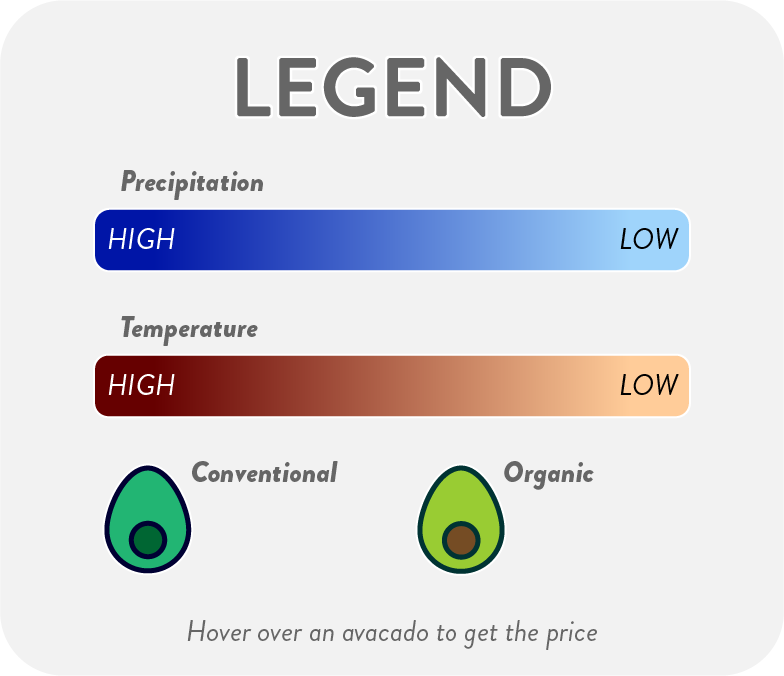 LEGEND
Precipitation
HIGH LOW
Temperature
HIGH LOW
Conventional Organic
Hover over an avacado to get the price